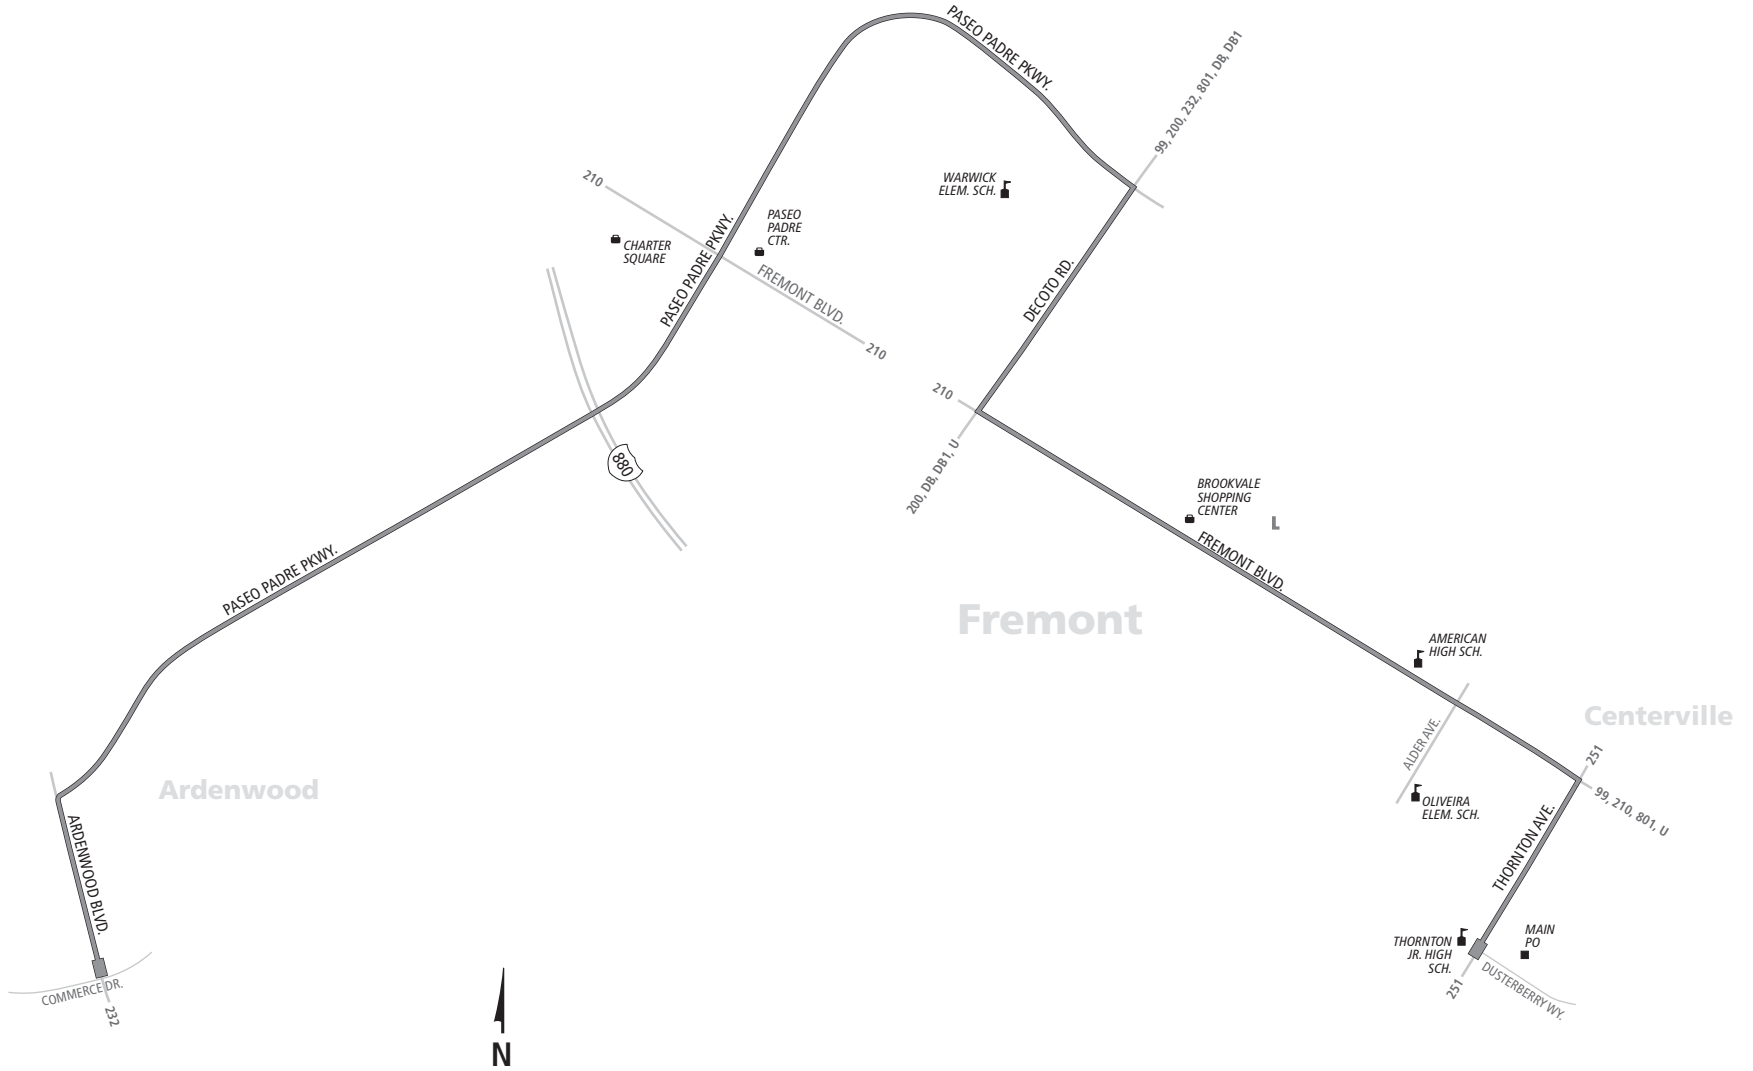 PASEO PADRE PKWY.
99, 200, 232, 801, DB, DB1
WARWICK
ELEM. SCH.
210
PASEO
PADRE
CTR.
CHARTER
SQUARE
PASEO PADRE PKWY.
FREMONT BLVD.
DECOTO RD.
210
210
200, DB, DB1, U
880
BROOKVALE
SHOPPING
CENTER
L
FREMONT BLVD.
PASEO PADRE PKWY.
Fremont
AMERICAN
HIGH SCH.
Centerville
ALDER AVE.
251
Ardenwood
99, 210, 801, U
OLIVEIRA
ELEM. SCH.
THORNTON AVE.
ARDENWOOD BLVD.
MAIN
PO
THORNTON
JR. HIGH
SCH.
DUSTERBERRY WY.
251
COMMERCE DR.
232
N